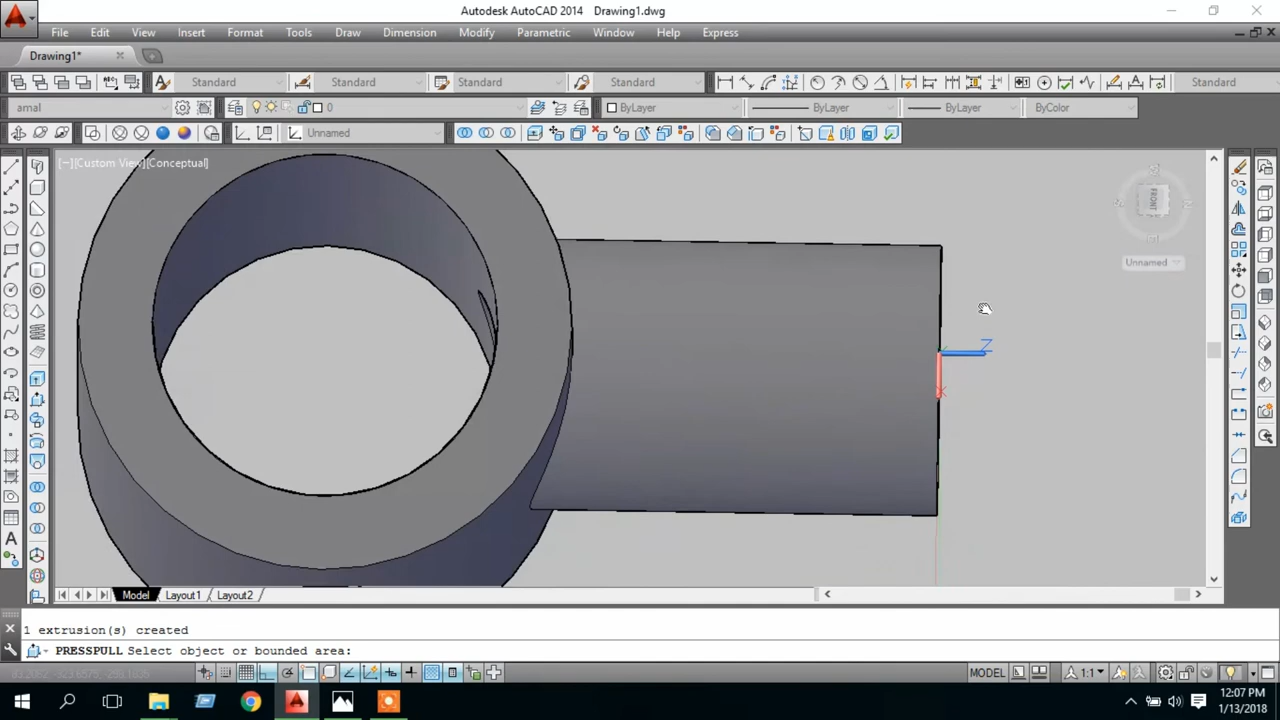 Autodesk AutoCAD 2014 Drawing1.dwg
File Edit View Insert Format Tools Draw Dimension Modify Parametric Window Help Express
Drawing1*
Standard Standard Standard Standard Standard
amal 0 ByLayer ByLayer ByLayer ByColor
Unnamed
[−][Custom View][Conceptual]
FRONT
Unnamed
Z
X
Model Layout1 Layout2
1 extrusion(s) created
PRESSPULL Select object or bounded area:
MODEL 1:1
12:07 PM
1/13/2018